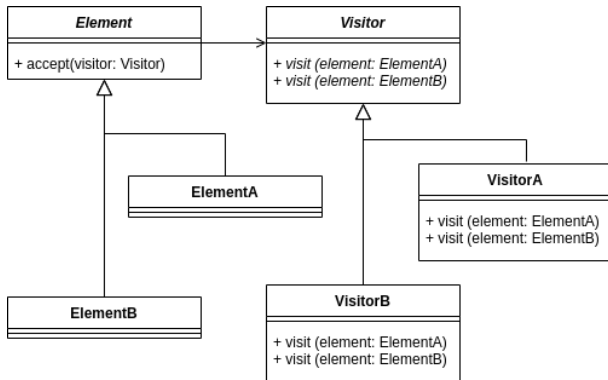 Element
+ accept(visitor: Visitor)
Visitor
+ visit (element: ElementA)
+ visit (element: ElementB)
ElementA
VisitorA
+ visit (element: ElementA)
+ visit (element: ElementB)
ElementB
VisitorB
+ visit (element: ElementA)
+ visit (element: ElementB)